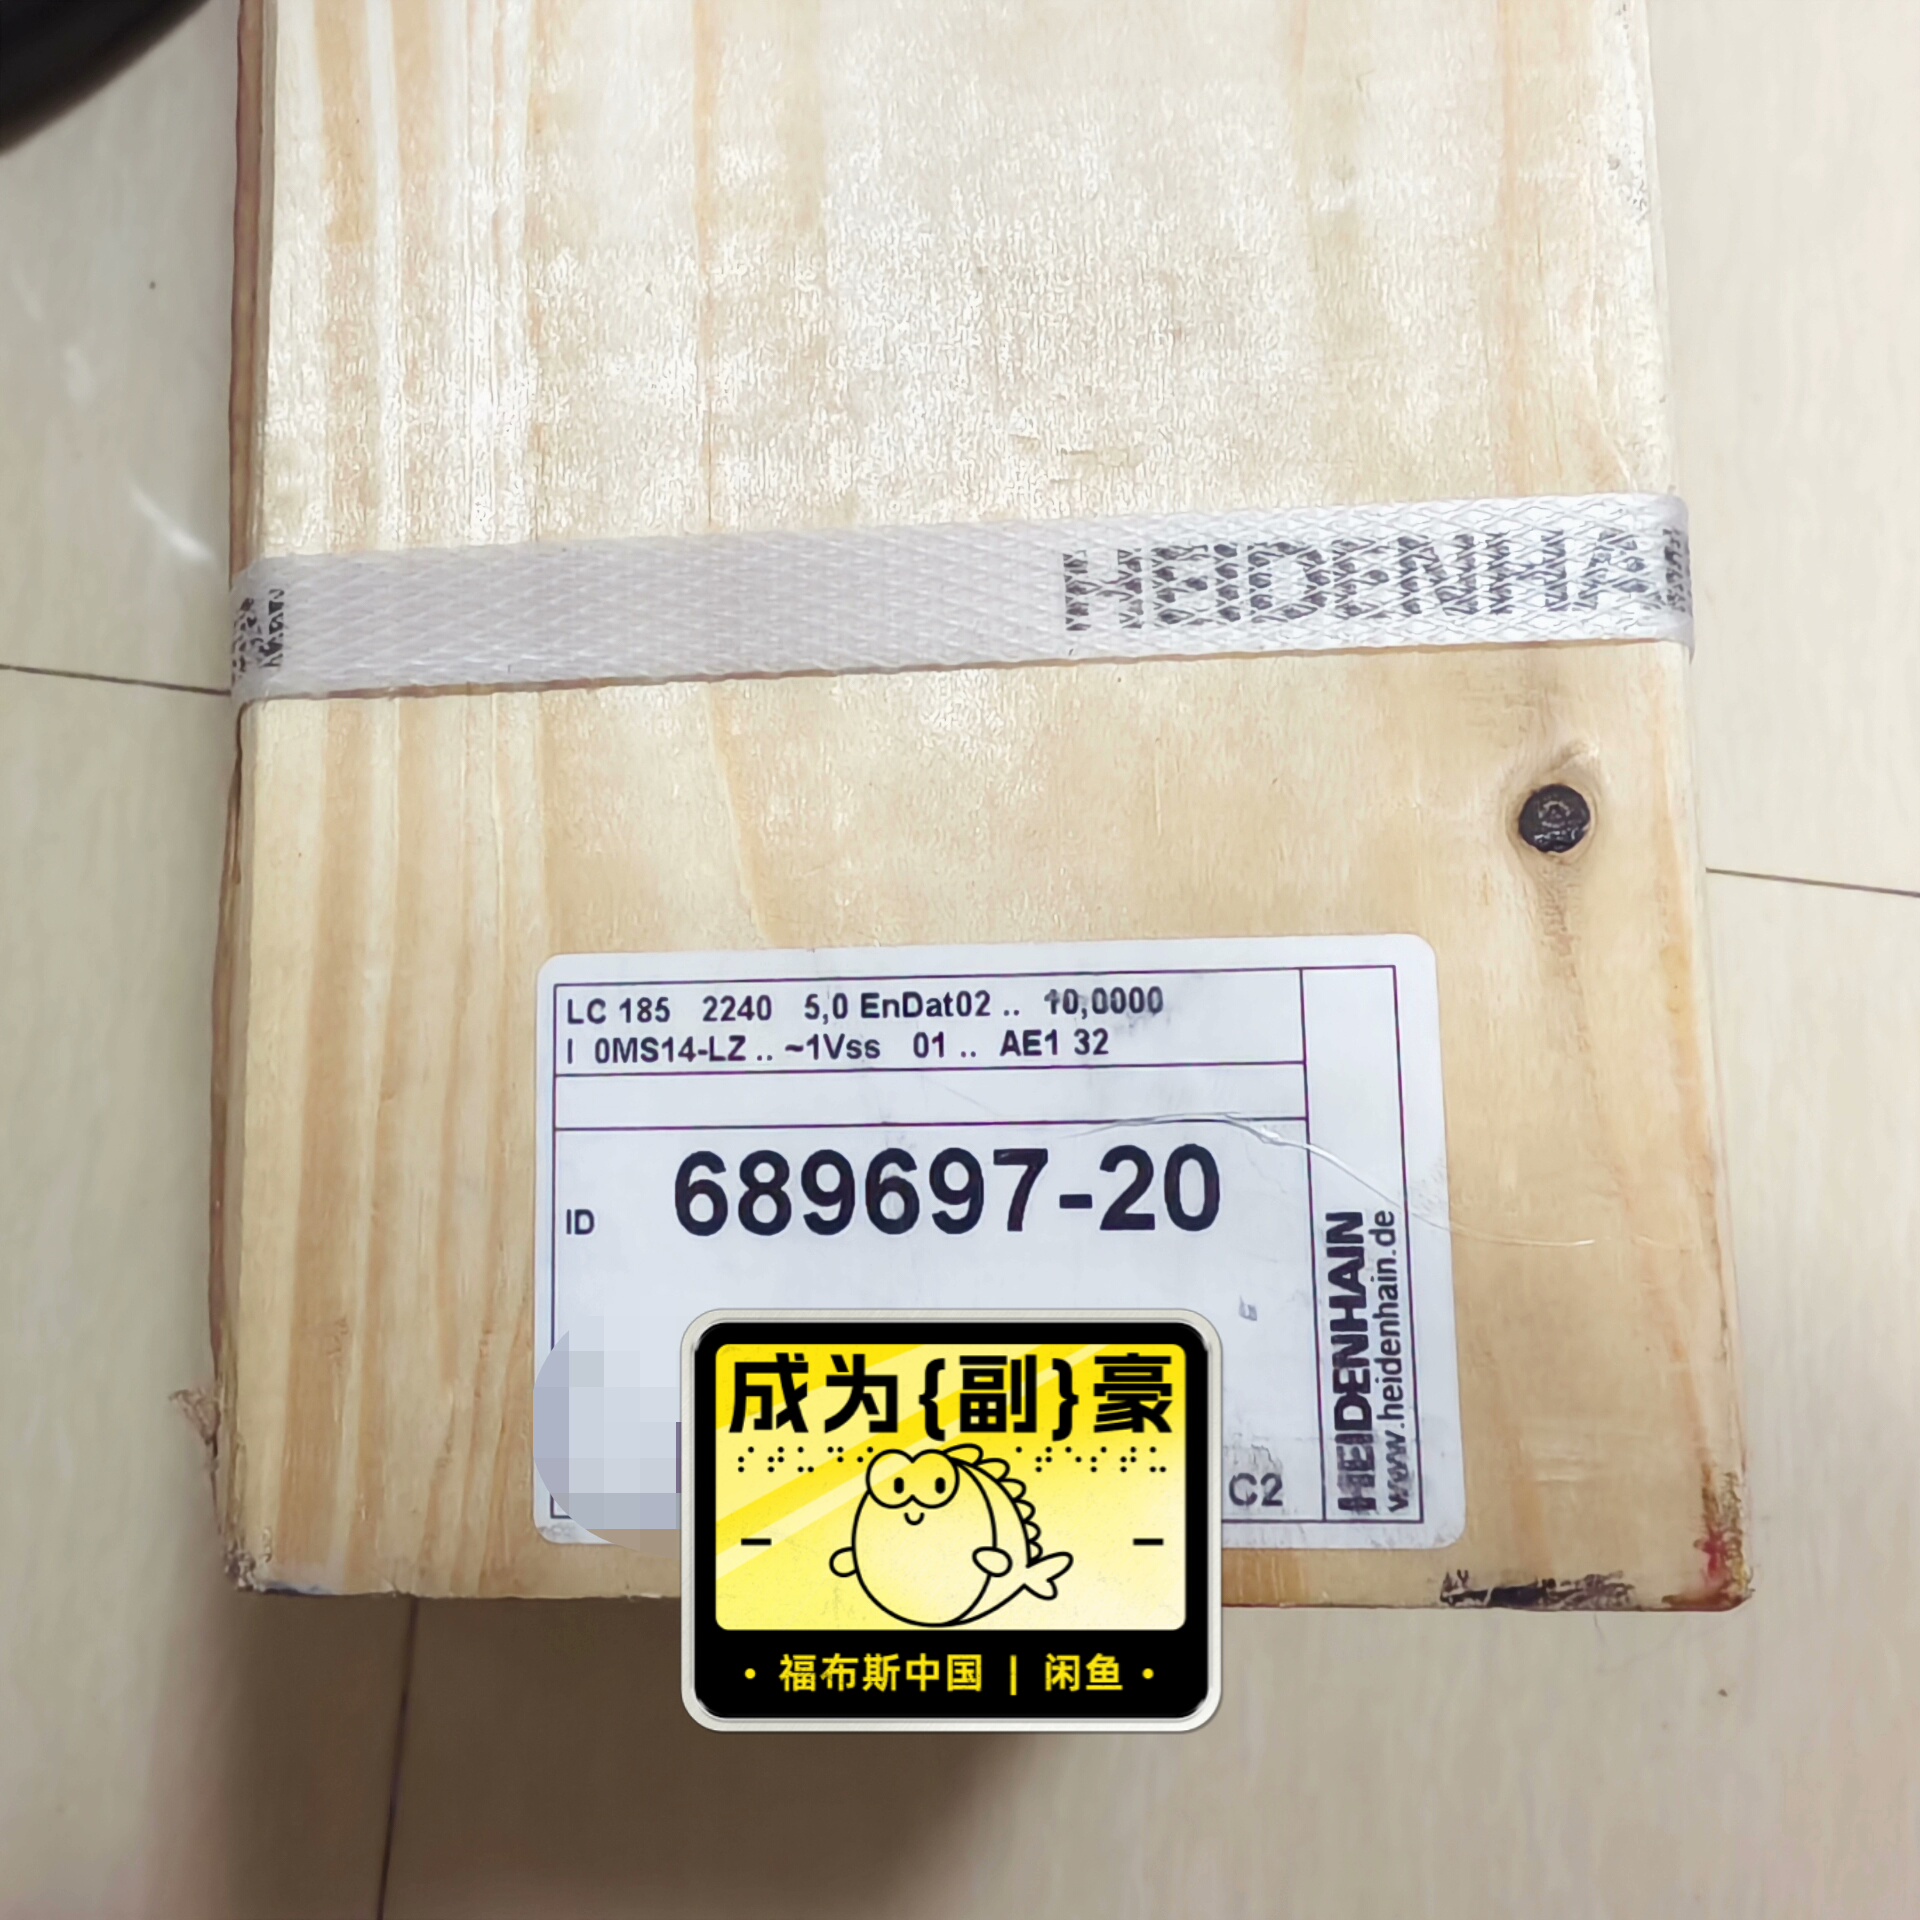 HEIDENHA
LC 185 2240 5,0 EnDat02 .. 10,0000
I 0MS14-LZ .. ~1Vss 01 .. AE1 32
ID 689697-20
C2
HEIDENHAIN
www.heidenhain.de
成为{副}豪
• 福布斯中国 | 闲鱼 •